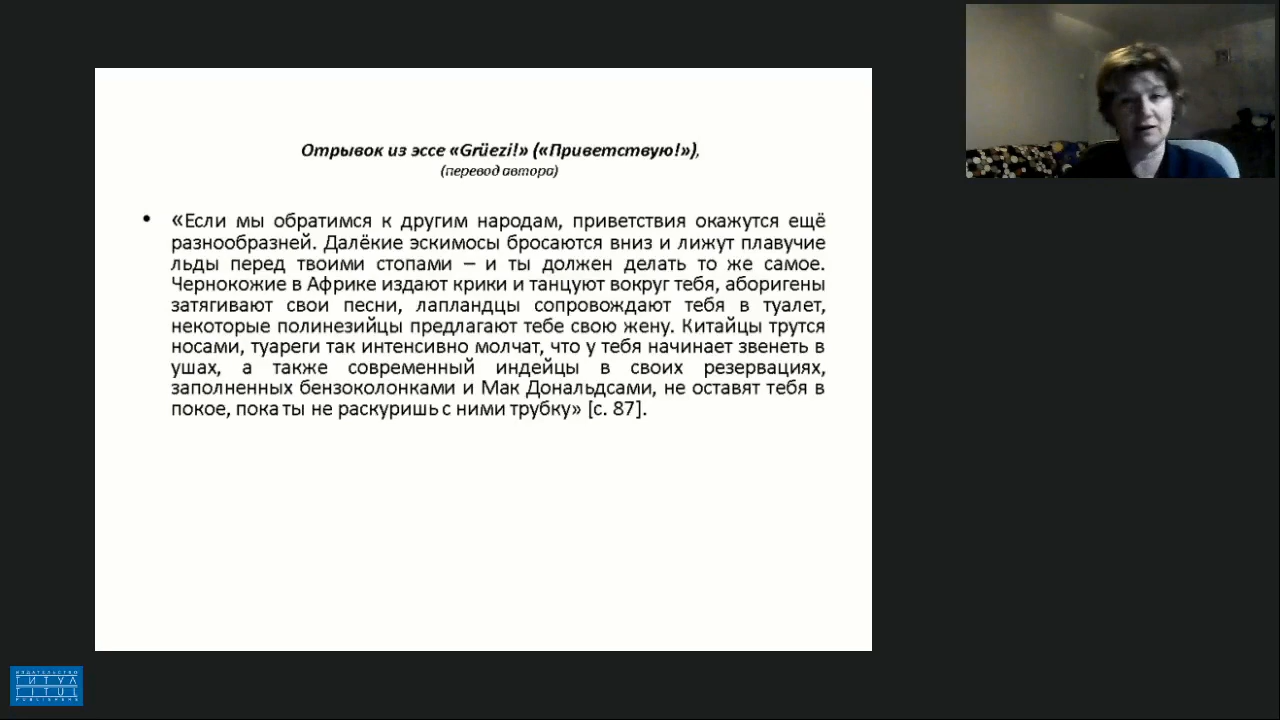 Отрывок из эссе «Grüezi!» («Приветствую!»),
(перевод автора)
• «Если мы обратимся к другим народам, приветствия окажутся ещё
разнообразней. Далёкие эскимосы бросаются вниз и лижут плавучие
льды перед твоими стопами – и ты должен делать то же самое.
Чернокожие в Африке издают крики и танцуют вокруг тебя, аборигены
затягивают свои песни, лапландцы сопровождают тебя в туалет,
некоторые полинезийцы предлагают тебе свою жену. Китайцы трутся
носами, туареги так интенсивно молчат, что у тебя начинает звенеть в
ушах, а также современный индейцы в своих резервациях,
заполненных бензоколонками и Мак Дональдсами, не оставят тебя в
покое, пока ты не раскуришь с ними трубку» [с. 87].
ИЗДАТЕЛЬСТВО
ТИТУЛ
TITUL
PUBLISHERS